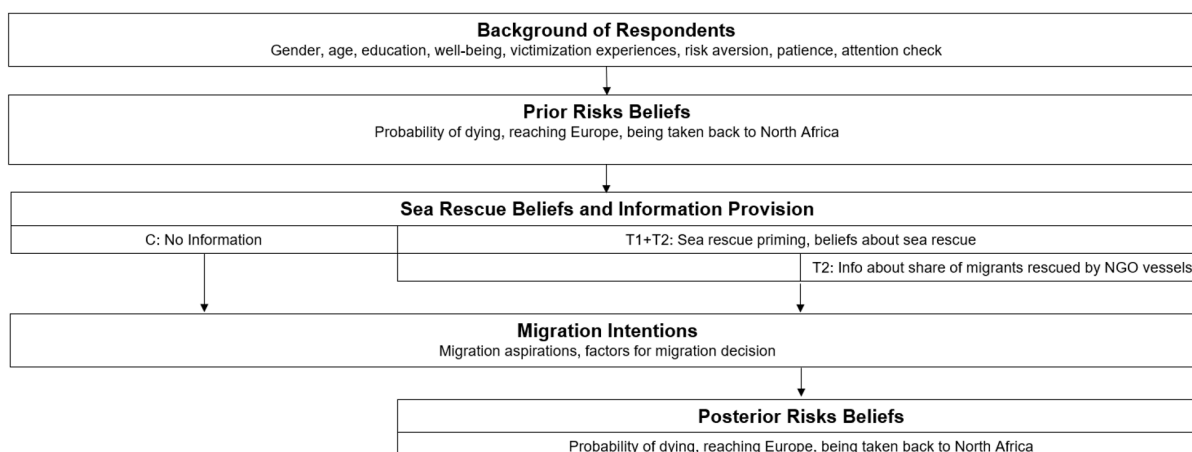 Background of Respondents
Gender, age, education, well-being, victimization experiences, risk aversion, patience, attention check
Prior Risks Beliefs
Probability of dying, reaching Europe, being taken back to North Africa
Sea Rescue Beliefs and Information Provision
C: No Information
T1+T2: Sea rescue priming, beliefs about sea rescue
T2: Info about share of migrants rescued by NGO vessels
Migration Intentions
Migration aspirations, factors for migration decision
Posterior Risks Beliefs
Probability of dying, reaching Europe, being taken back to North Africa